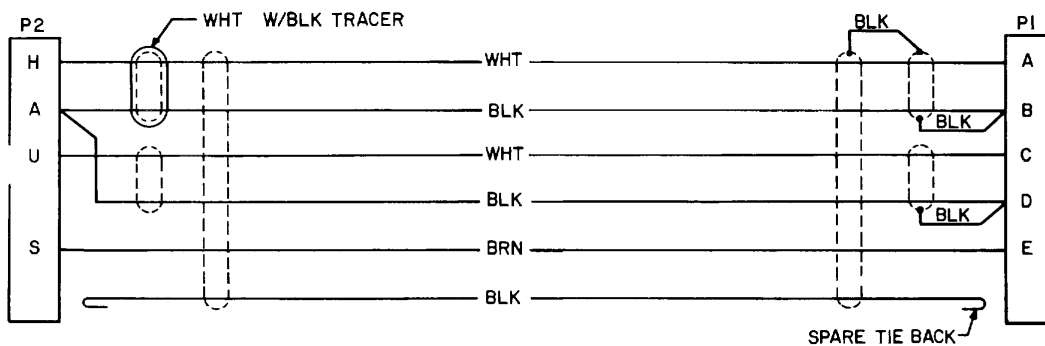 WHT W/BLK TRACER
P2
BLK
P1
H
WHT
A
A
BLK
BLK
B
U
WHT
C
BLK
BLK
D
S
BRN
E
BLK
SPARE TIE BACK